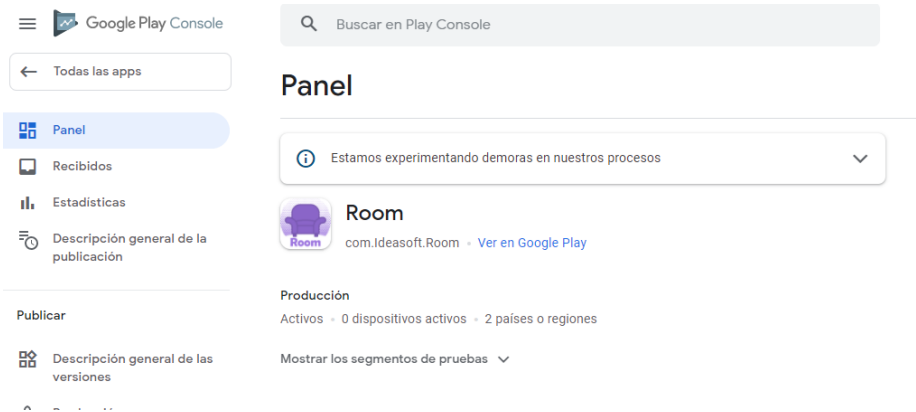 Google Play Console
Buscar en Play Console
Todas las apps
Panel
Panel
Recibidos
Estadísticas
Descripción general de la
publicación
Publicar
Descripción general de las
versiones
Estamos experimentando demoras en nuestros procesos
Room
Room
com.Ideasoft.Room • Ver en Google Play
Producción
Activos • 0 dispositivos activos • 2 países o regiones
Mostrar los segmentos de pruebas